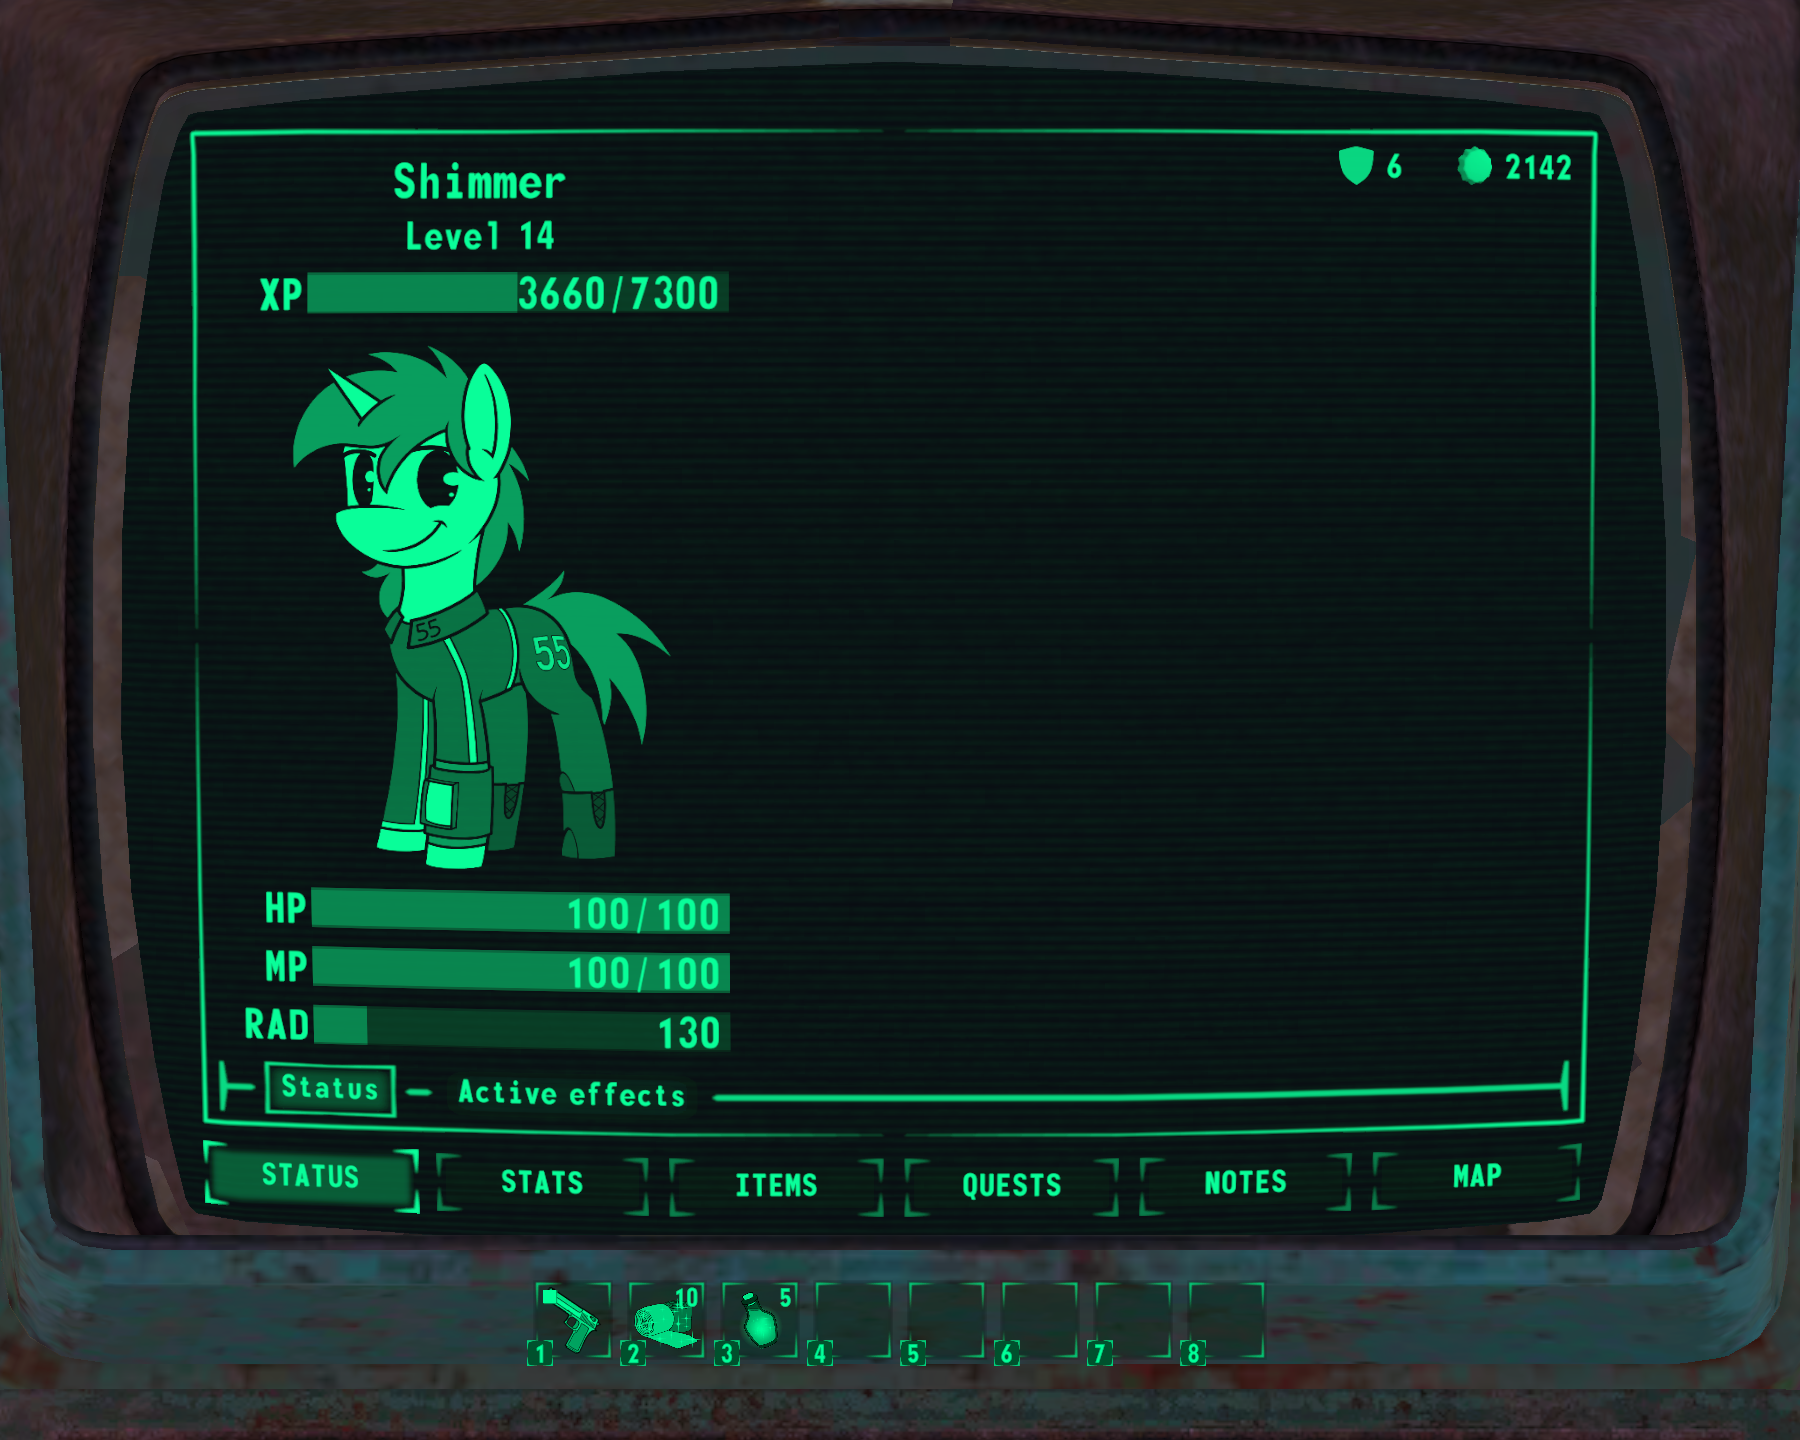 Shimmer
6 2142
Level 14
XP 3660/7300
55
55
HP 100/100
MP 100/100
RAD 130
Status Active effects
STATUS STATS ITEMS QUESTS NOTES MAP
10 5
1 2 3 4 5 6 7 8